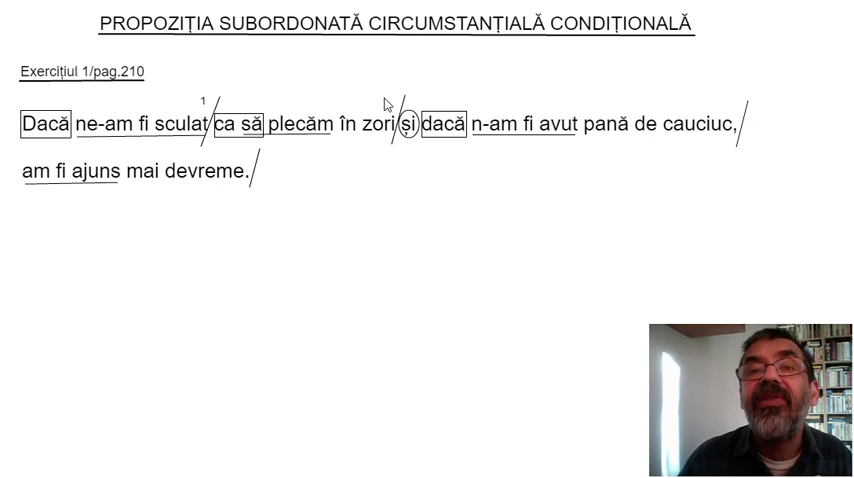 PROPOZIȚIA SUBORDONATĂ CIRCUMSTANȚIALĂ CONDIȚIONALĂ
Exercițiul 1/pag.210
1
Dacă ne-am fi sculat/ca să plecăm în zori/și dacă n-am fi avut pană de cauciuc,/
am fi ajuns mai devreme./